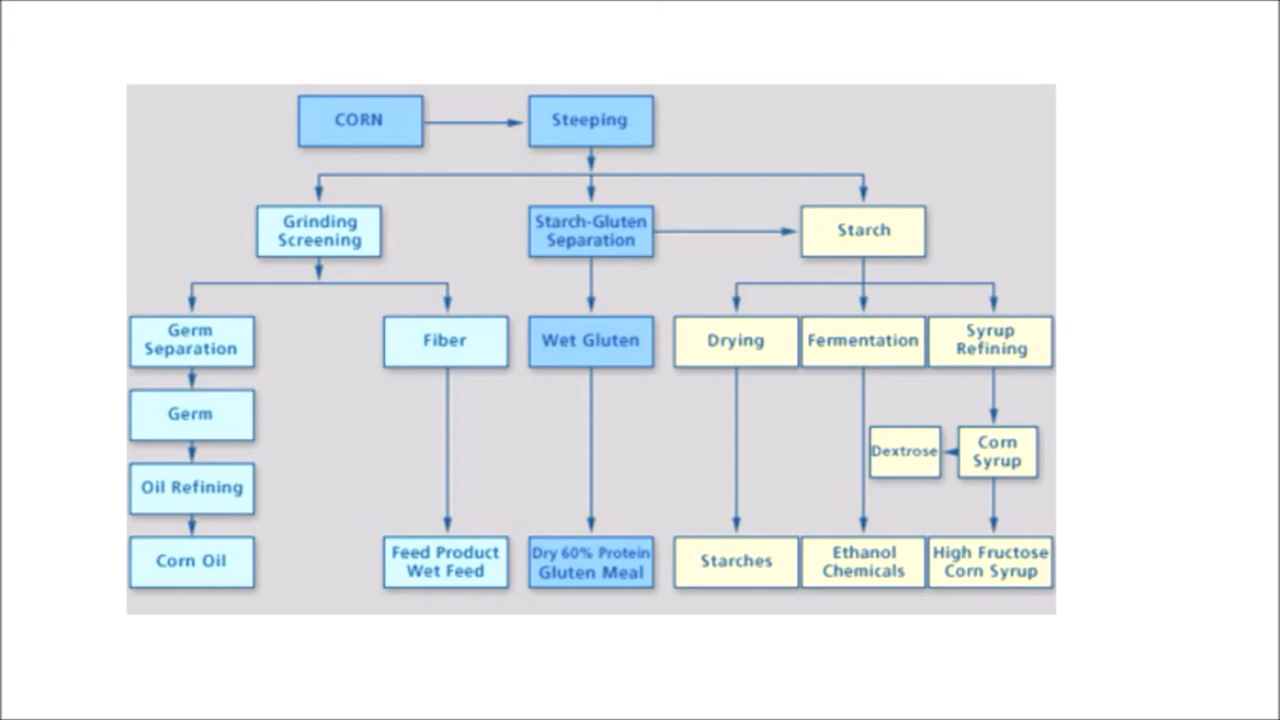 CORN
Steeping
Grinding
Screening
Starch-Gluten
Separation
Starch
Germ
Separation
Fiber
Wet Gluten
Drying
Fermentation
Syrup
Refining
Germ
Dextrose
Corn
Syrup
Oil Refining
Corn Oil
Feed Product
Wet Feed
Dry 60% Protein
Gluten Meal
Starches
Ethanol
Chemicals
High Fructose
Corn Syrup